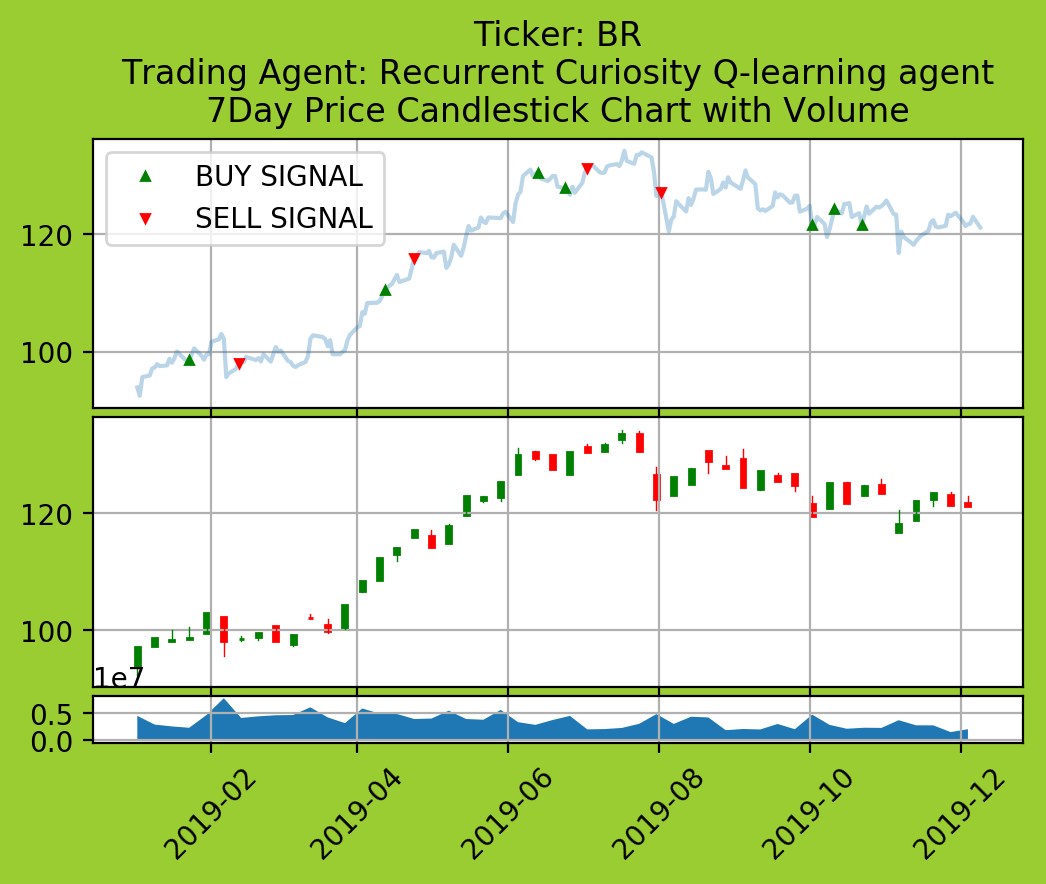 Ticker: BR
Trading Agent: Recurrent Curiosity Q-learning agent
7Day Price Candlestick Chart with Volume
BUY SIGNAL
SELL SIGNAL
120
100
120
100
1e7
0.5
0.0
2019-02
2019-04
2019-06
2019-08
2019-10
2019-12